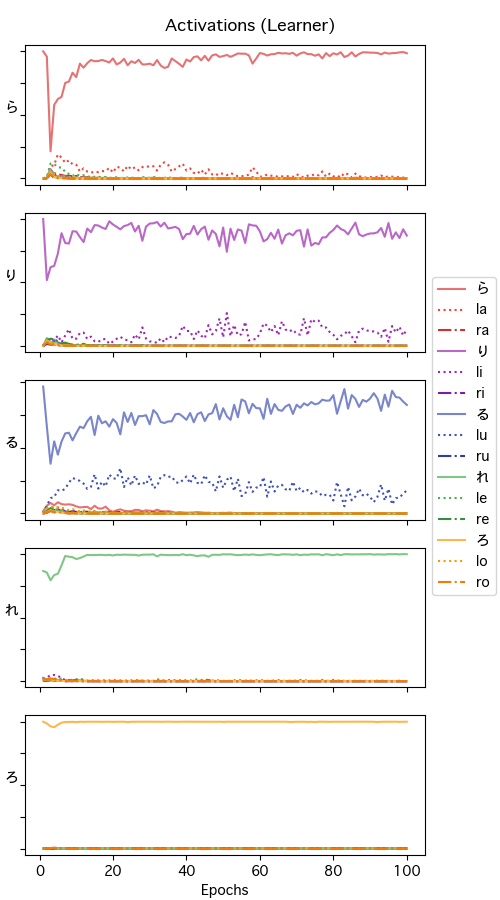 Activations (Learner)
ら
り
る
れ
ろ
0 20 40 60 80 100
Epochs
ら
la
ra
り
li
ri
る
lu
ru
れ
le
re
ろ
lo
ro